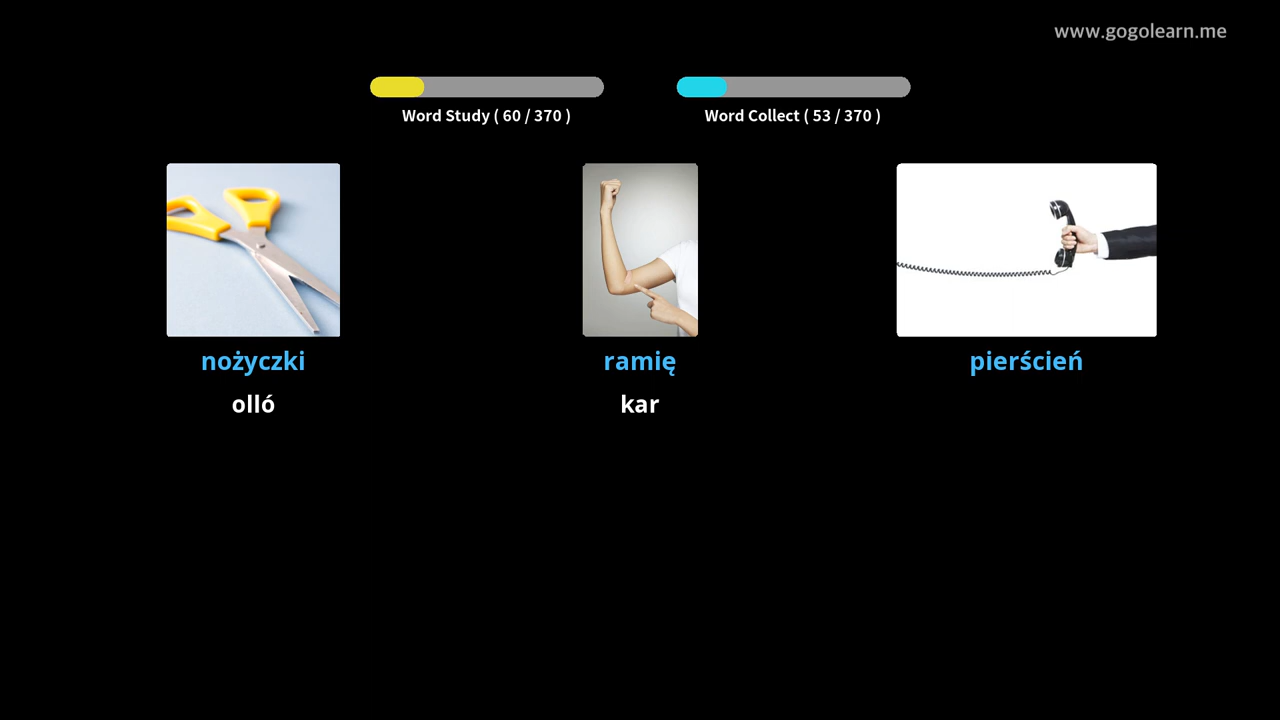 www.gogolearn.me
Word Study ( 60 / 370 )
Word Collect ( 53 / 370 )
nożyczki
ramię
pierścień
olló
kar